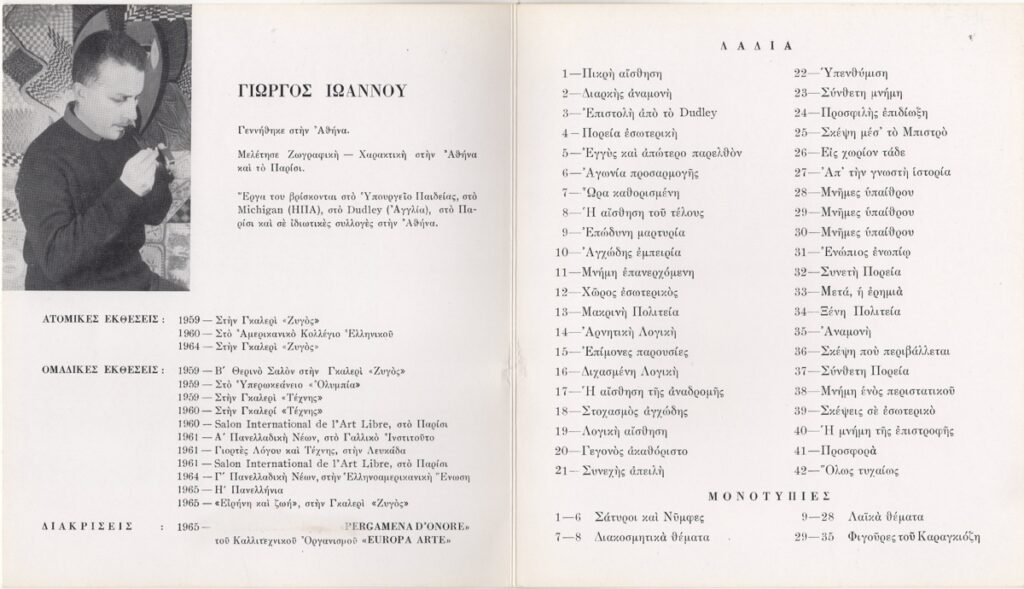 ΓΙΩΡΓΟΣ ΙΩΑΝΝΟΥ
Γεννήθηκε στὴν Ἀθήνα.
Μελέτησε Ζωγραφικὴ — Χαρακτικὴ στὴν Ἀθήνα
καὶ τὸ Παρίσι.
Ἔργα του βρίσκονται στὸ Ὑπουργεῖο Παιδείας, στὸ
Michigan (ΗΠΑ), στὸ Dudley (Ἀγγλία), στὸ Πα-
ρίσι καὶ σὲ ἰδιωτικὲς συλλογὲς στὴν Ἀθήνα.
ΑΤΟΜΙΚΕΣ ΕΚΘΕΣΕΙΣ : 1959 — Στὴν Γκαλερὶ «Ζυγὸς»
1960 — Στὸ Ἀμερικανικὸ Κολλέγιο Ἑλληνικοῦ
1964 — Στὴν Γκαλερὶ «Ζυγὸς»
ΟΜΑΔΙΚΕΣ ΕΚΘΕΣΕΙΣ : 1959 — Β' Θερινὸ Σαλὸν στὴν Γκαλερὶ «Ζυγὸς»
1959 — Στὸ Ὑπερωκεάνειο «Ὀλυμπία»
1959 — Στὴν Γκαλερὶ «Τέχνης»
1960 — Στὴν Γκαλερὶ «Τέχνης»
1960 — Salon International de l'Art Libre, στὸ Παρίσι
1961 — Α' Πανελλαδικὴ Νέων, στὸ Γαλλικὸ Ἰνστιτοῦτο
1961 — Γιορτὲς Λόγου καὶ Τέχνης, στὴν Λευκάδα
1961 — Salon International de l'Art Libre, στὸ Παρίσι
1964 — Γ' Πανελλαδικὴ Νέων, στὴν Ἑλληνοαμερικανικὴ Ἕνωση
1965 — Η' Πανελλήνια
1965 — «Εἰρήνη καὶ ζωή», στὴν Γκαλερὶ «Ζυγὸς»
ΔΙΑΚΡΙΣΕΙΣ : 1965 — PERGAMENA D'ONORE»
τοῦ Καλλιτεχνικοῦ Ὀργανισμοῦ «EUROPA ARTE»
ΛΑΔΙΑ
1—Πικρὴ αἴσθηση
2—Διαρκὴς ἀναμονὴ
3—Ἐπιστολὴ ἀπὸ τὸ Dudley
4—Πορεία ἐσωτερικὴ
5—Ἐγγὺς καὶ ἀπώτερο παρελθὸν
6—Ἀγωνία προσαρμογῆς
7—Ὥρα καθορισμένη
8—Ἡ αἴσθηση τοῦ τέλους
9—Ἐπώδυνη μαρτυρία
10—Ἀγχώδης ἐμπειρία
11—Μνήμη ἐπανερχόμενη
12—Χῶρος ἐσωτερικὸς
13—Μακρινὴ Πολιτεία
14—Ἀρνητικὴ Λογικὴ
15—Ἐπίμονες παρουσίες
16—Διχασμένη Λογικὴ
17—Ἡ αἴσθηση τῆς ἀναδρομῆς
18—Στοχασμὸς ἀγχώδης
19—Λογικὴ αἴσθηση
20—Γεγονὸς ἀκαθόριστο
21—Συνεχὴς ἀπειλὴ
22—Ὑπενθύμιση
23—Σύνθετη μνήμη
24—Προσφιλὴς ἐπιδίωξη
25—Σκέψη μέσ' τὸ Μπιστρὸ
26—Εἰς χωρίον τάδε
27—Ἀπ' τὴν γνωστὴ ἱστορία
28—Μνῆμες ὑπαίθρου
29—Μνῆμες ὑπαίθρου
30—Μνῆμες ὑπαίθρου
31—Ἐνώπιος ἐνωπίῳ
32—Συνετὴ Πορεία
33—Μετά, ἡ ἐρημιὰ
34—Ξένη Πολιτεία
35—Ἀναμονὴ
36—Σκέψη ποὺ περιβάλλεται
37—Σύνθετη Πορεία
38—Μνήμη ἑνὸς περιστατικοῦ
39—Σκέψεις σὲ ἐσωτερικὸ
40—Ἡ μνήμη τῆς ἐπιστροφῆς
41—Προσφορὰ
42—Ὅλως τυχαίως
ΜΟΝΟΤΥΠΙΕΣ
1—6 Σάτυροι καὶ Νῦμφες
7—8 Διακοσμητικὰ θέματα
9—28 Λαϊκὰ θέματα
29—35 Φιγοῦρες τοῦ Καραγκιόζη